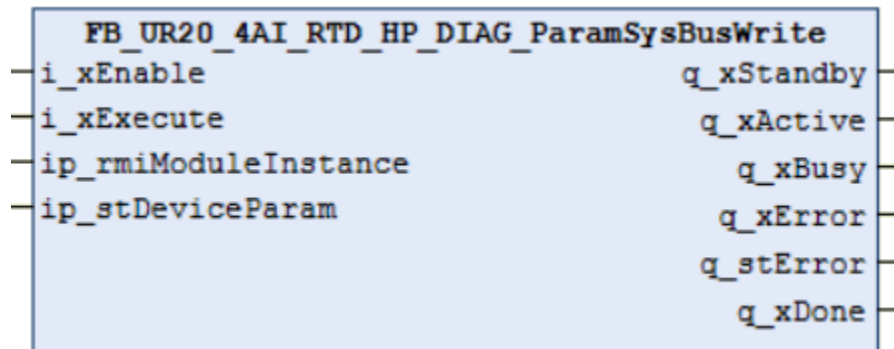 FB_UR20_4AI_RTD_HP_DIAG_ParamSysBusWrite
i_xEnable q_xStandby
i_xExecute q_xActive
ip_rmiModuleInstance q_xBusy
ip_stDeviceParam q_xError
q_stError
q_xDone